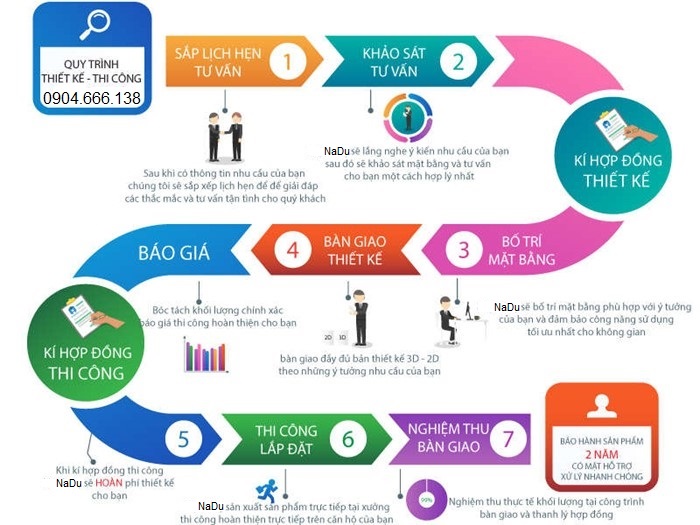 QUY TRÌNH
THIẾT KẾ - THI CÔNG
0904.666.138
SẮP LỊCH HẸN
TƯ VẤN
1
KHẢO SÁT
TƯ VẤN
2
Sau khi có thông tin nhu cầu của bạn
chúng tôi sẽ sắp xếp lịch hẹn để để giải đáp
các thắc mắc và tư vấn tận tình cho quý khách
NaDu sẽ lắng nghe ý kiến nhu cầu của bạn
sau đó sẽ khảo sát mặt bằng và tư vấn
cho bạn một cách hợp lý nhất
KÍ HỢP ĐỒNG
THIẾT KẾ
BÁO GIÁ
4
BÀN GIAO
THIẾT KẾ
3
BỐ TRÍ
MẶT BẰNG
Bóc tách khối lượng chính xác
báo giá thi công hoàn thiện cho bạn
2D
3D
bàn giao đầy đủ bản thiết kế 3D - 2D
theo những ý tưởng nhu cầu của bạn
NaDu sẽ bố trí mặt bằng phù hợp với ý tưởng
của bạn và đảm bảo công năng sử dụng
tối ưu nhất cho không gian
KÍ HỢP ĐỒNG
THI CÔNG
5
THI CÔNG
LẮP ĐẶT
6
NGHIỆM THU
BÀN GIAO
7
BẢO HÀNH SẢN PHẨM
2 NĂM
CÓ MẶT HỖ TRỢ
XỬ LÝ NHANH CHÓNG
Khi kí hợp đồng thi công
NaDu sẽ HOÀN phí thiết kế
cho bạn
NaDu sản xuất sản phẩm trực tiếp tại xưởng
thi công hoàn thiện trực tiếp trên căn hộ của bạn
99%
Nghiệm thu thực tế khối lượng tại công trình
bàn giao và thanh lý hợp đồng